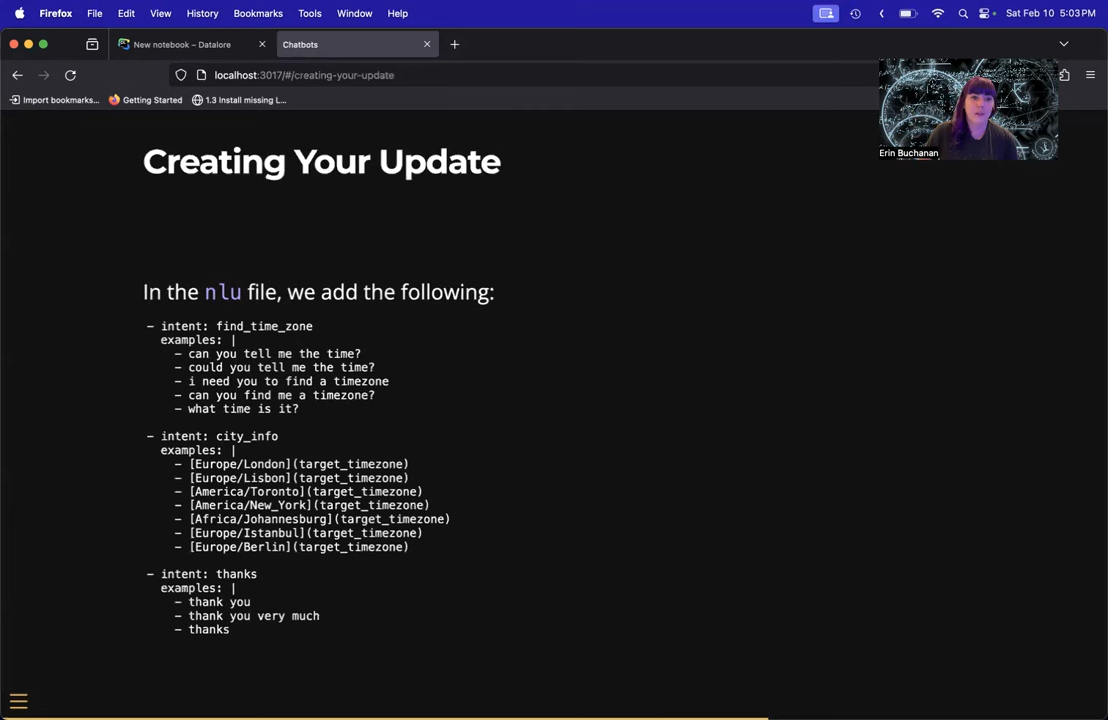 Firefox File Edit View History Bookmarks Tools Window Help Sat Feb 10 5:03 PM
New notebook – Datalore Chatbots
localhost:3017/#/creating-your-update
Import bookmarks... Getting Started 1.3 Install missing L...
Erin Buchanan
Creating Your Update
In the nlu file, we add the following:
- intent: find_time_zone
examples: |
- can you tell me the time?
- could you tell me the time?
- i need you to find a timezone
- can you find me a timezone?
- what time is it?
- intent: city_info
examples: |
- [Europe/London](target_timezone)
- [Europe/Lisbon](target_timezone)
- [America/Toronto](target_timezone)
- [America/New_York](target_timezone)
- [Africa/Johannesburg](target_timezone)
- [Europe/Istanbul](target_timezone)
- [Europe/Berlin](target_timezone)
- intent: thanks
examples: |
- thank you
- thank you very much
- thanks